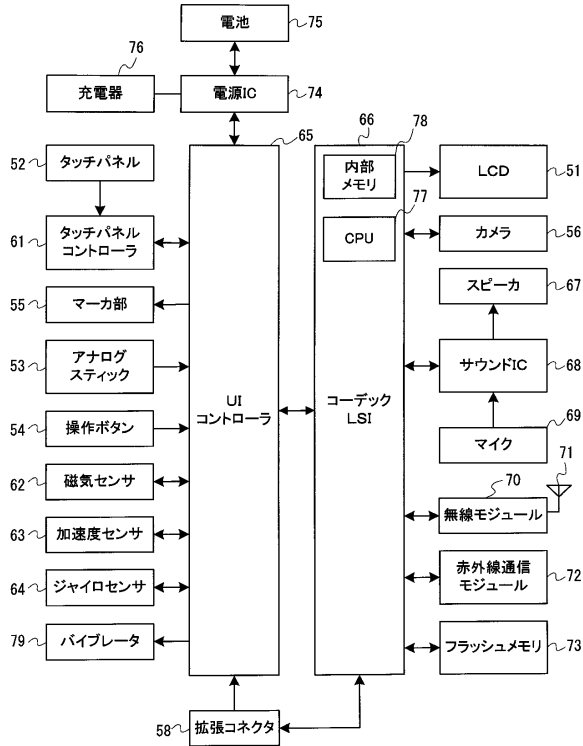 電池
75
76
充電器
電源IC
74
65
66
78
52
タッチパネル
内部
メモリ
LCD
51
77
61
タッチパネル
コントローラ
CPU
カメラ
56
55
マーカ部
スピーカ
67
53
アナログ
スティック
サウンドIC
68
UI
コントローラ
コーデック
LSI
54
操作ボタン
マイク
69
71
62
磁気センサ
70
無線モジュール
63
加速度センサ
赤外線通信
モジュール
72
64
ジャイロセンサ
79
バイブレータ
フラッシュメモリ
73
58
拡張コネクタ